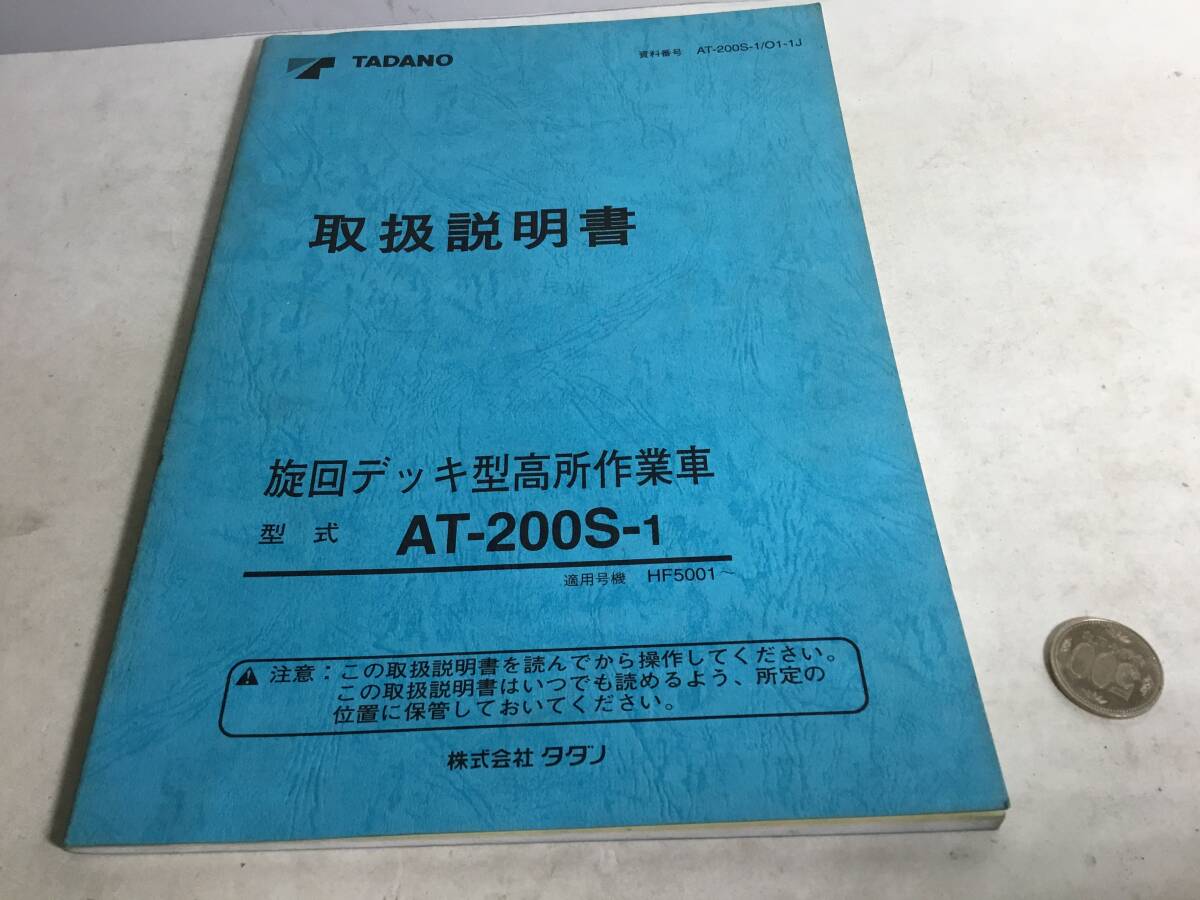 TADANO
資料番号 AT-200S-1/O1-1J
取扱説明書
旋回デッキ型高所作業車
型式 AT-200S-1
適用号機 HF5001~
注意：この取扱説明書を読んでから操作してください。
この取扱説明書はいつでも読めるよう、所定の
位置に保管しておいてください。
株式会社 タダノ